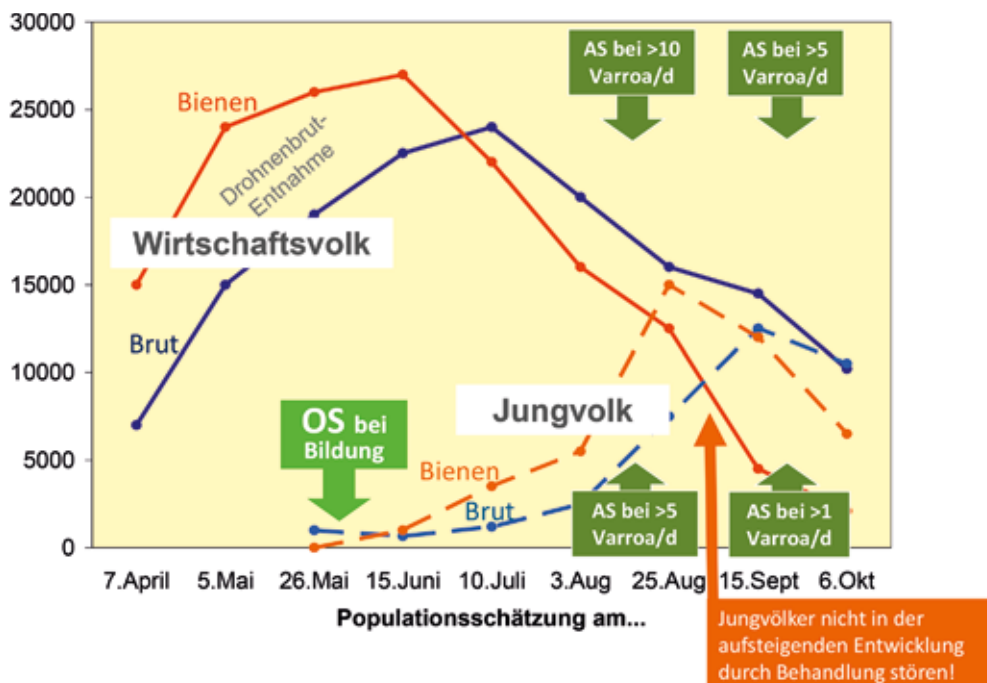 30000
25000
20000
15000
10000
5000
0
AS bei >10
Varroa/d
AS bei >5
Varroa/d
Bienen
Drohnenbrut-
Entnahme
Wirtschaftsvolk
Brut
OS bei
Bildung
Jungvolk
Bienen
Brut
AS bei >5
Varroa/d
AS bei >1
Varroa/d
7.April 5.Mai 26.Mai 15.Juni 10.Juli 3.Aug 25.Aug 15.Sept 6.Okt
Populationsschätzung am...
Jungvölker nicht in der
aufsteigenden Entwicklung
durch Behandlung stören!